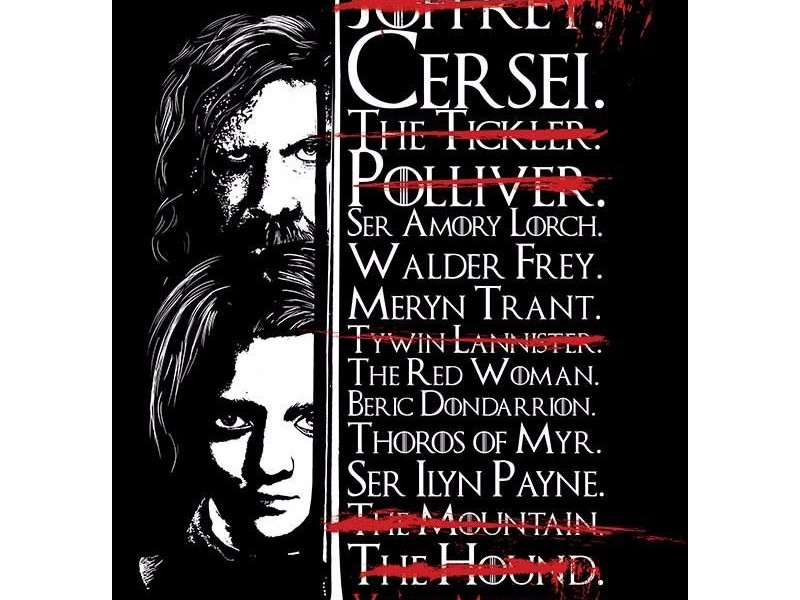 JOFFREY.
CERSEI.
THE TICKLER.
POLLIVER.
SER AMORY LORCH.
WALDER FREY.
MERYN TRANT.
TYWIN LANNISTER.
THE RED WOMAN.
BERIC DONDARRION.
THOROS OF MYR.
SER ILYN PAYNE.
THE MOUNTAIN.
THE HOUND.